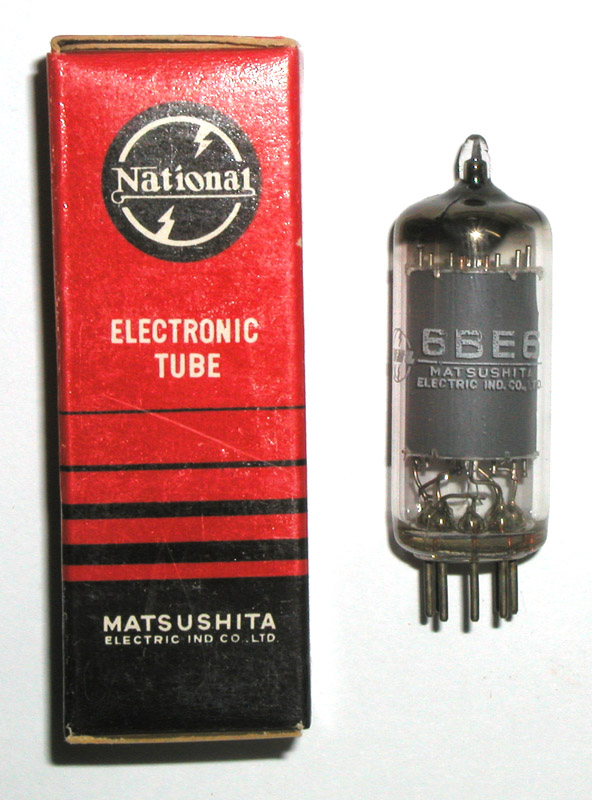 National
ELECTRONIC
TUBE
MATSUSHITA
ELECTRIC IND CO.,LTD.
6BE6
MATSUSHITA
ELECTRIC IND. CO., LTD.